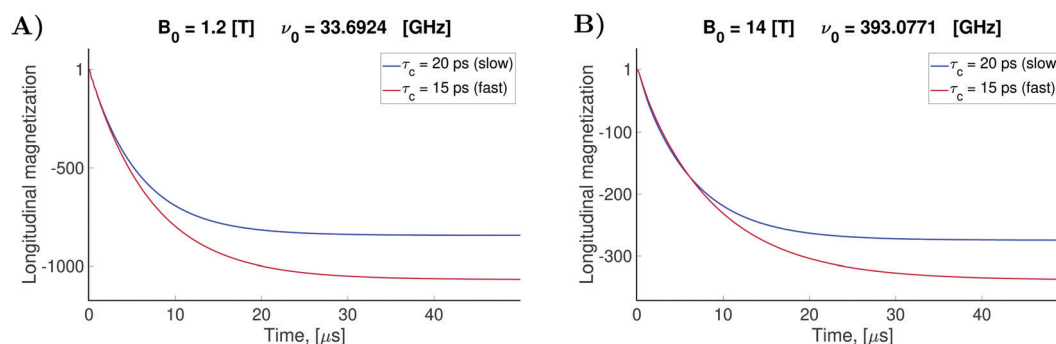 A)
B₀ = 1.2 [T] ν₀ = 33.6924 [GHz]
τc = 20 ps (slow)
τc = 15 ps (fast)
Longitudinal magnetization
1
-500
-1000
0
10
20
30
40
Time, [μs]
B)
B₀ = 14 [T] ν₀ = 393.0771 [GHz]
τc = 20 ps (slow)
τc = 15 ps (fast)
Longitudinal magnetization
1
-100
-200
-300
0
10
20
30
40
Time, [μs]